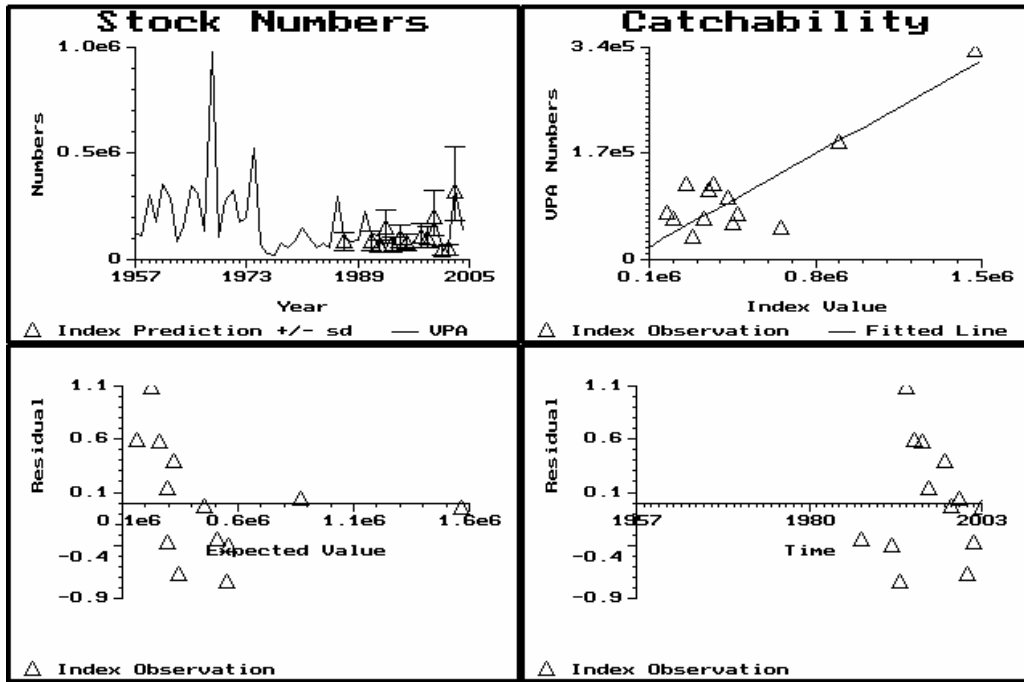 Stock Numbers
1.0e6
0.5e6
0
Numbers
1957 1973 1989 2005
Year
Index Prediction +/- sd VPA
Catchability
3.4e5
1.7e5
0
VPA Numbers
0.1e6 0.8e6 1.5e6
Index Value
Index Observation Fitted Line
1.1
0.6
0.1
-0.4
-0.9
Residual
0.1e6 0.6e6 1.1e6 1.6e6
Expected Value
Index Observation
1.1
0.6
0.1
-0.4
-0.9
Residual
1957 1980 2003
Time
Index Observation